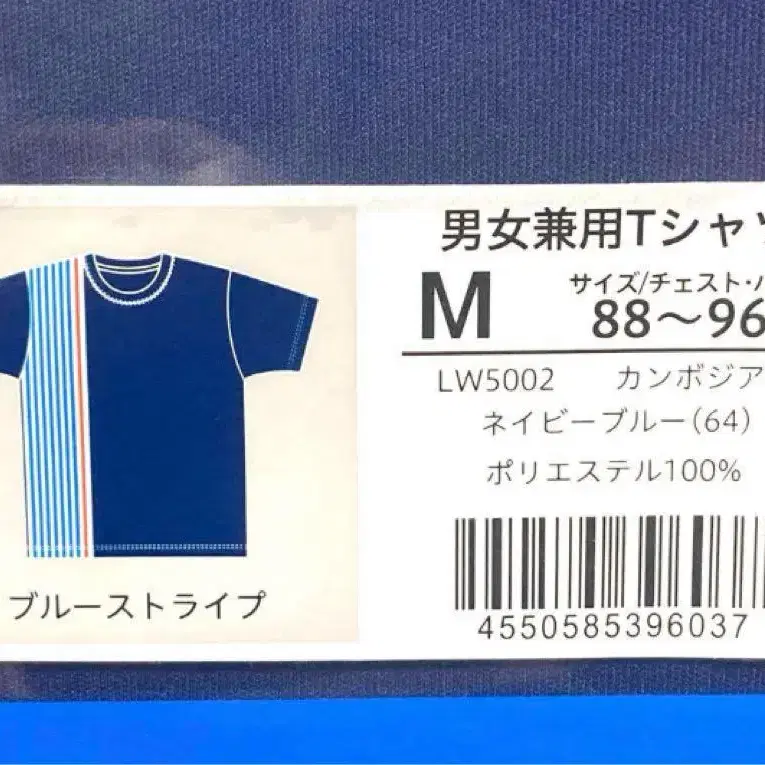 男女兼用Tシャツ
M
サイズ/チェスト・バ
88〜96
LW5002 カンボジア
ネイビーブルー(64)
ポリエステル100%
4550585396037
ブルーストライプ